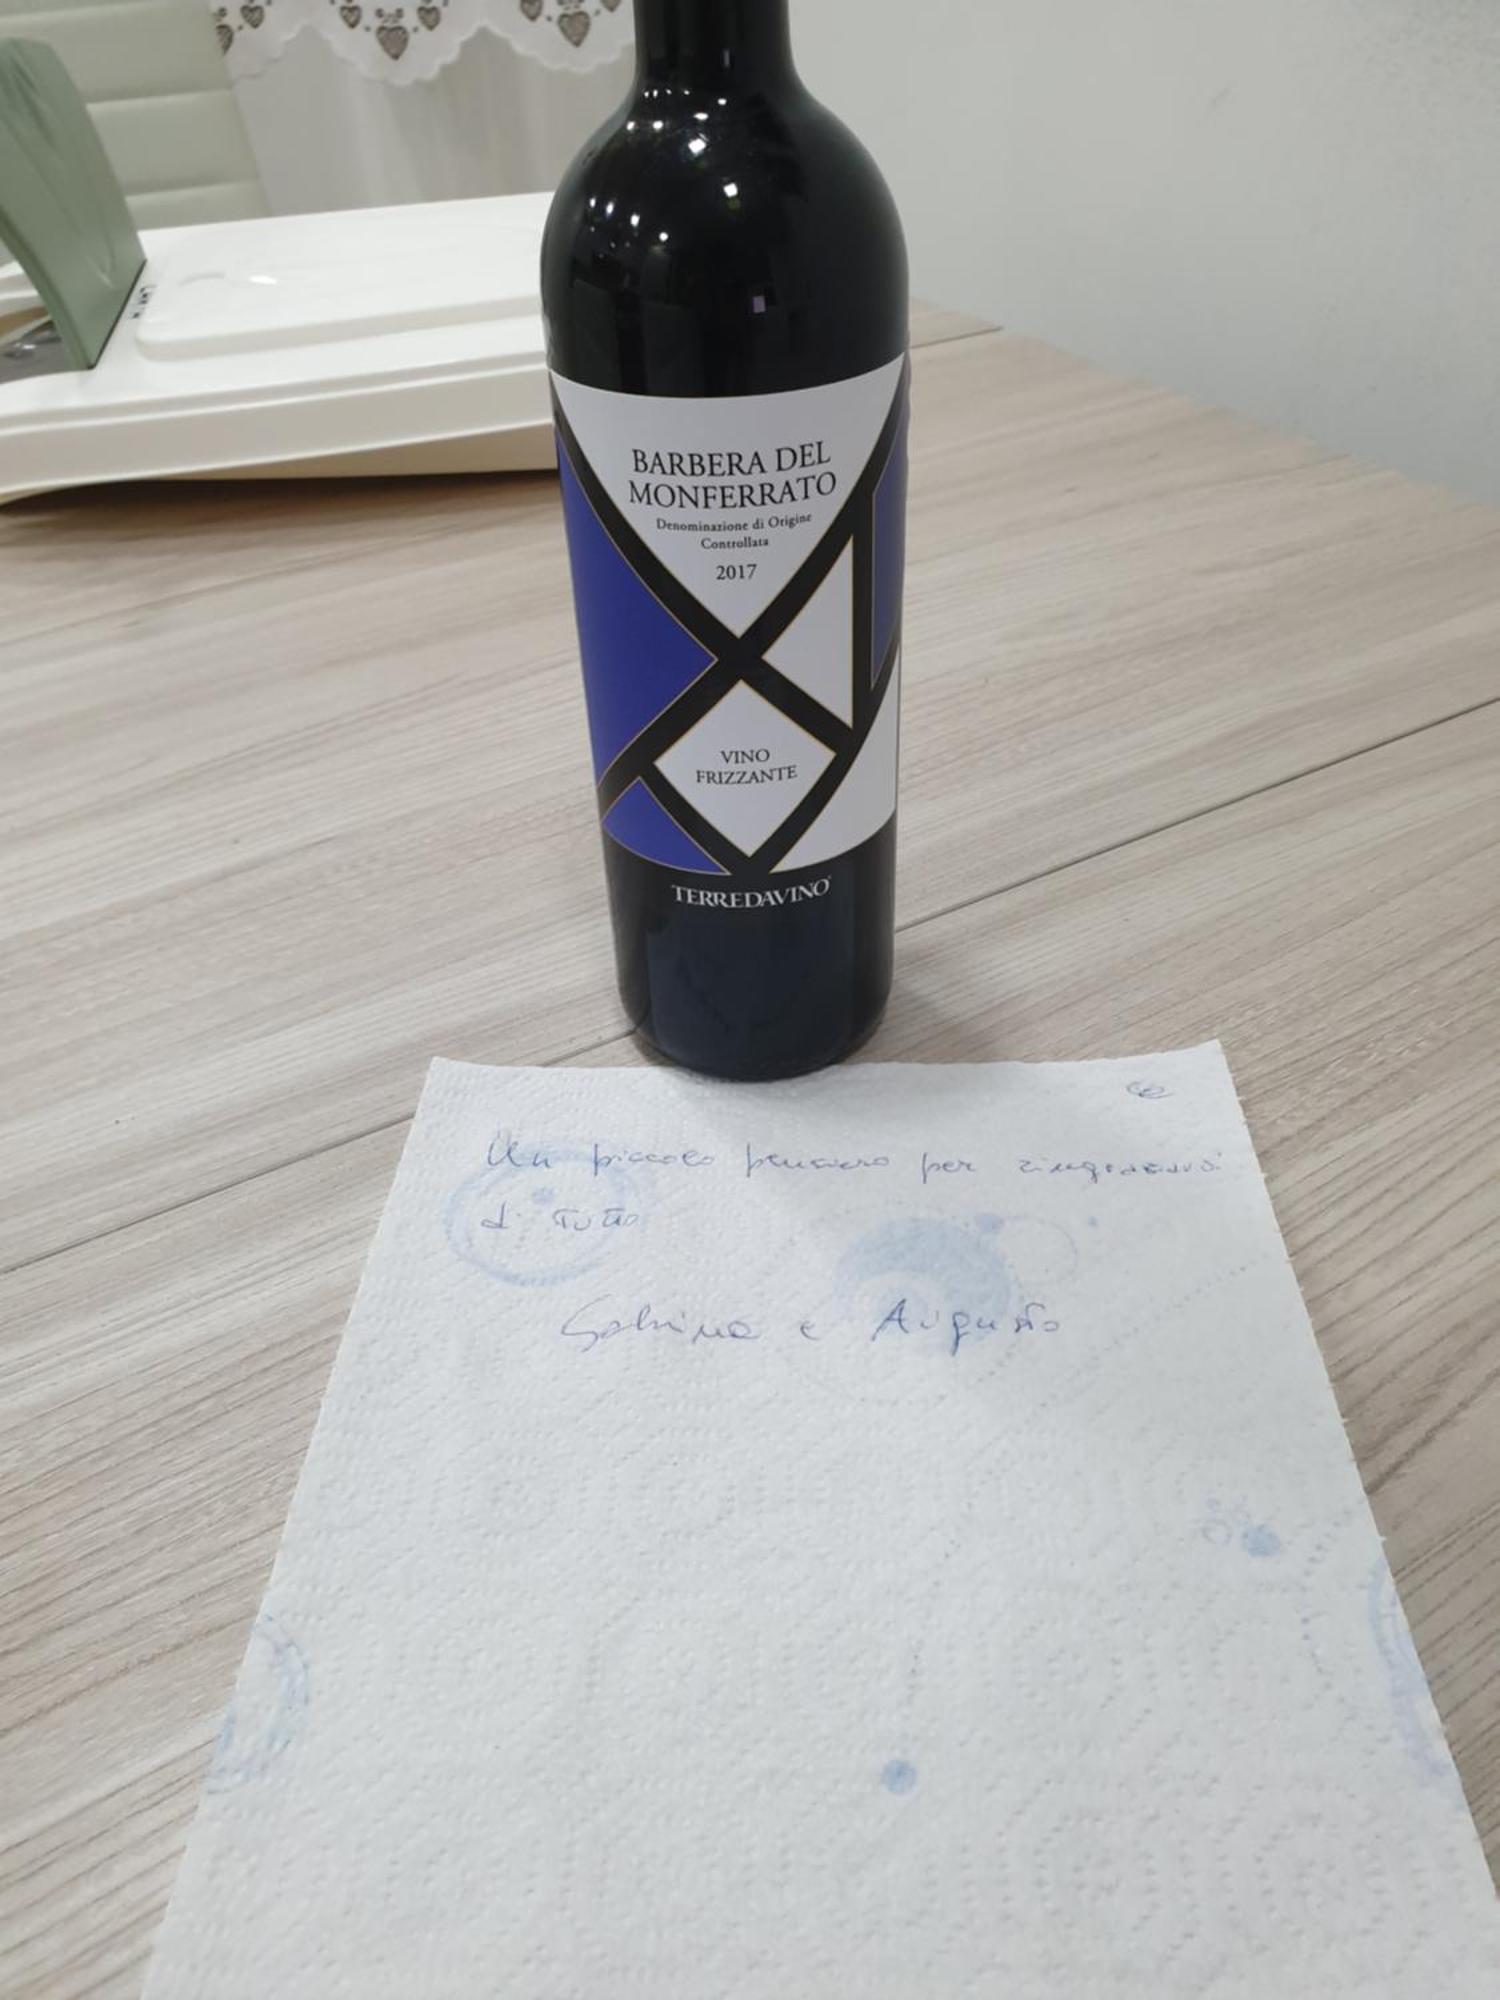 BARBERA DEL
MONFERRATO
Denominazione di Origine
Controllata
2017
VINO
FRIZZANTE
TERREDAVINO
Un piccolo pensiero per ringraziarvi
di tutto
Sabrina e Augusto